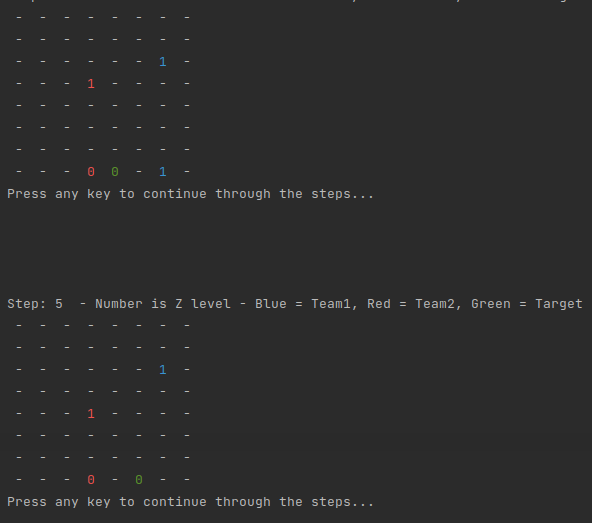 - - - - - - - -
- - - - - - - -
- - - - - - 1 -
- - - 1 - - - -
- - - - - - - -
- - - - - - - -
- - - - - - - -
- - - 0 0 - 1 -
Press any key to continue through the steps...
Step: 5  - Number is Z level - Blue = Team1, Red = Team2, Green = Target
- - - - - - - -
- - - - - - - -
- - - - - - 1 -
- - - - - - - -
- - - 1 - - - -
- - - - - - - -
- - - - - - - -
- - - 0 - 0 - -
Press any key to continue through the steps...